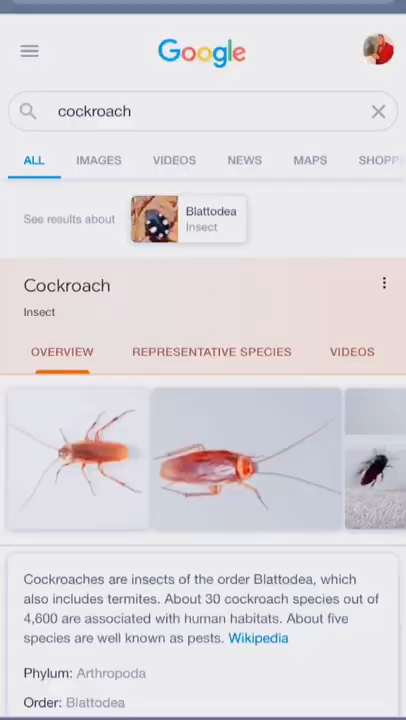 Google
cockroach
ALL IMAGES VIDEOS NEWS MAPS SHOPP
See results about
Blattodea
Insect
Cockroach
Insect
OVERVIEW REPRESENTATIVE SPECIES VIDEOS
Cockroaches are insects of the order Blattodea, which
also includes termites. About 30 cockroach species out of
4,600 are associated with human habitats. About five
species are well known as pests. Wikipedia
Phylum: Arthropoda
Order: Blattodea